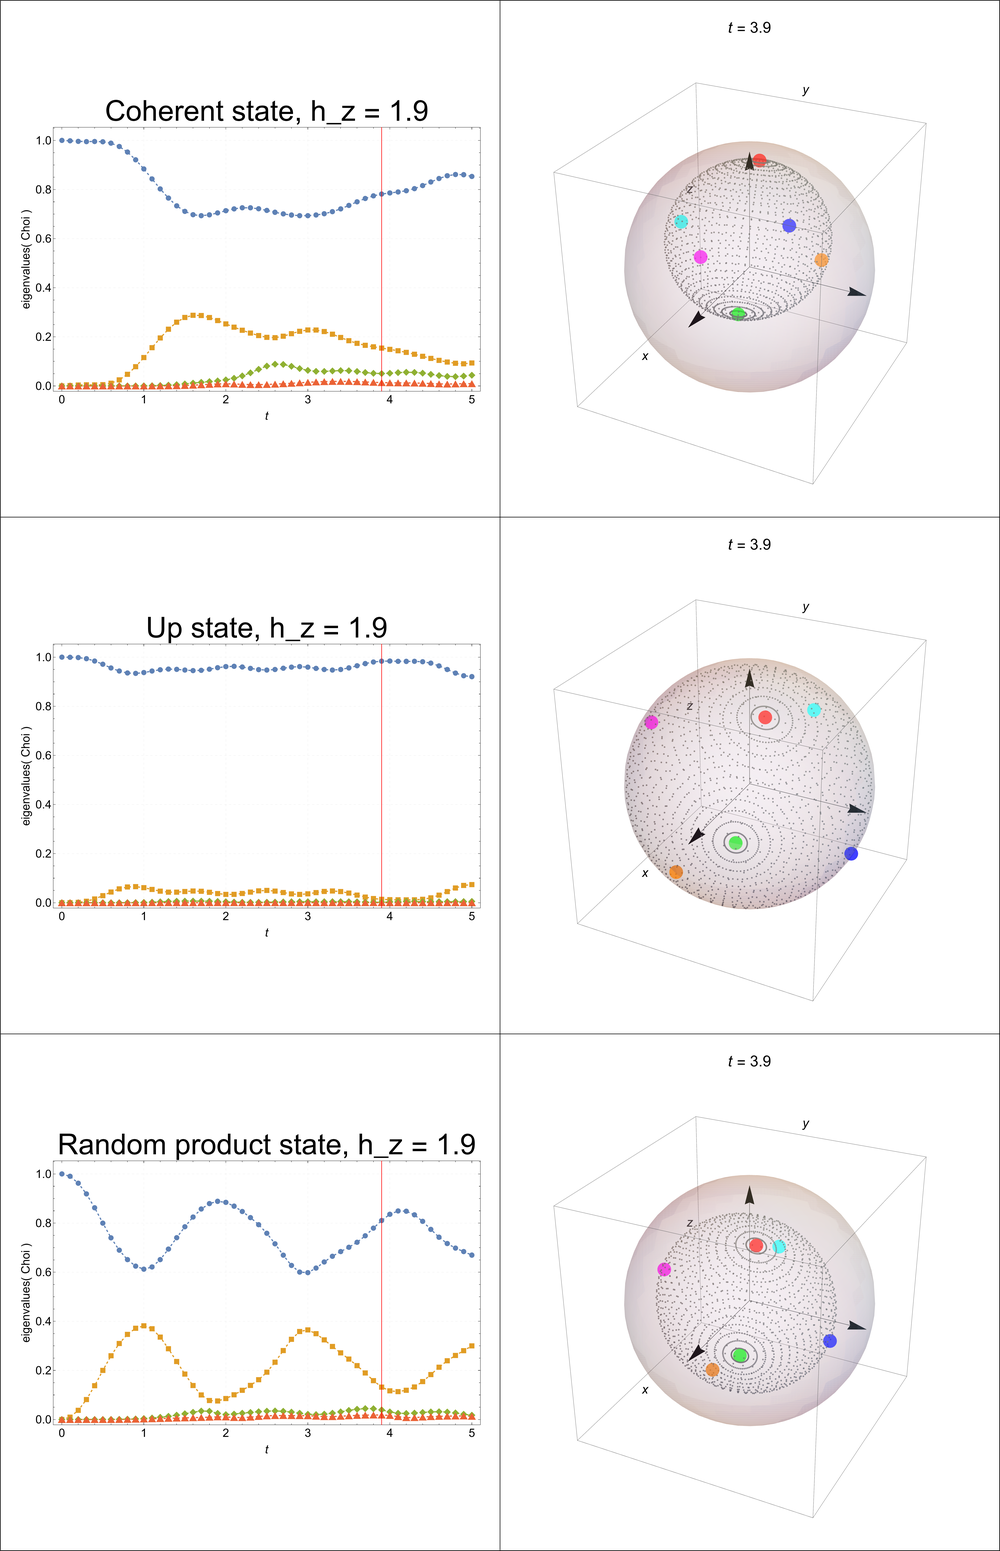 t = 3.9
Coherent state, h_z = 1.9
1.0
0.8
0.6
0.4
0.2
0.0
eigenvalues( Choi )
0 1 2 3 4 5
t
y
z
x
t = 3.9
Up state, h_z = 1.9
1.0
0.8
0.6
0.4
0.2
0.0
eigenvalues( Choi )
0 1 2 3 4 5
t
y
z
x
t = 3.9
Random product state, h_z = 1.9
1.0
0.8
0.6
0.4
0.2
0.0
eigenvalues( Choi )
0 1 2 3 4 5
t
y
z
x